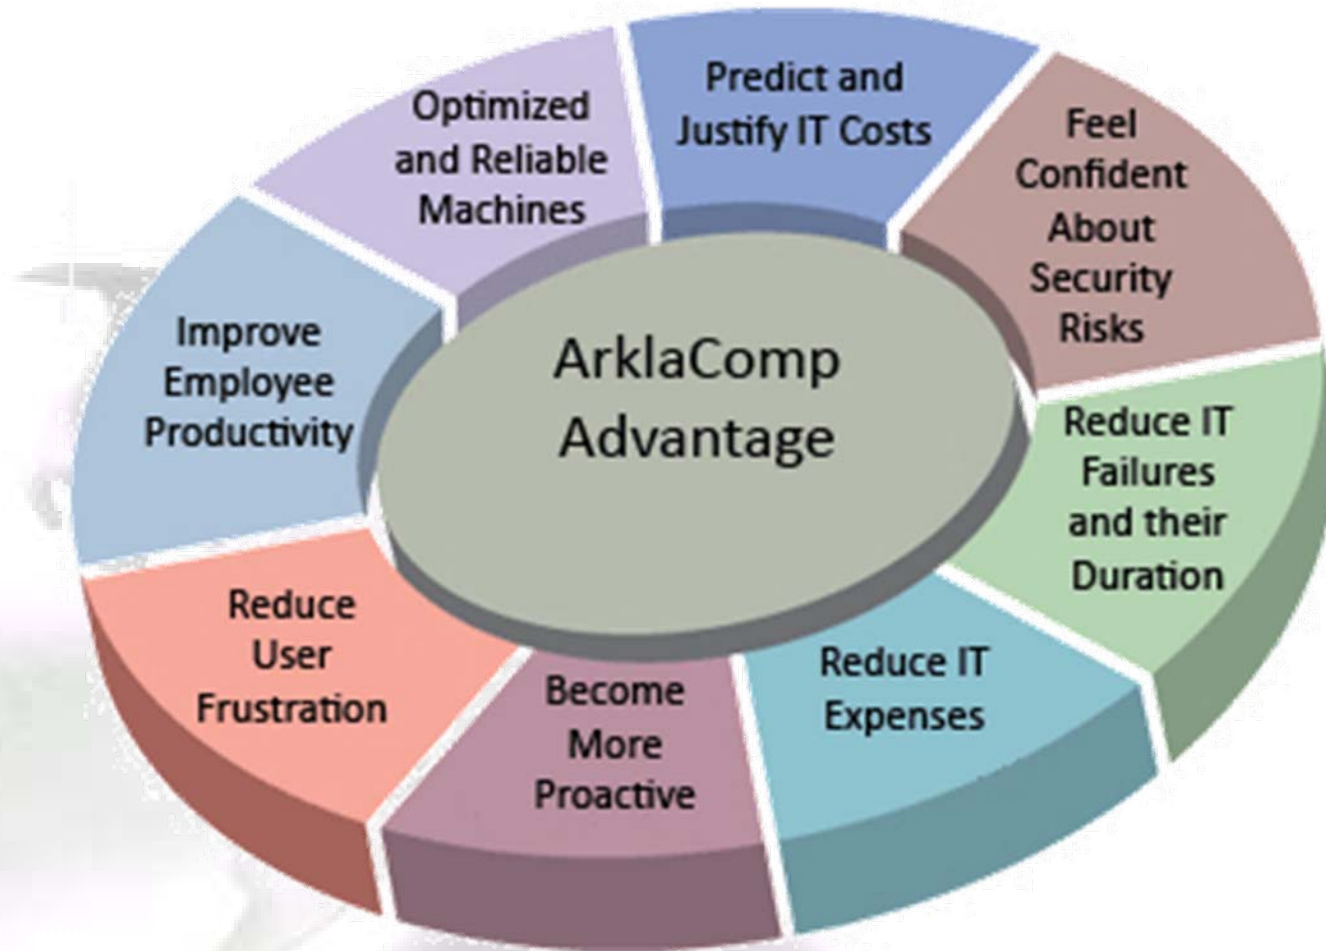 Predict and
Justify IT Costs
Feel
Confident
About
Security
Risks
Reduce IT
Failures
and their
Duration
Reduce IT
Expenses
Become
More
Proactive
Reduce
User
Frustration
Improve
Employee
Productivity
Optimized
and Reliable
Machines
ArklaComp
Advantage